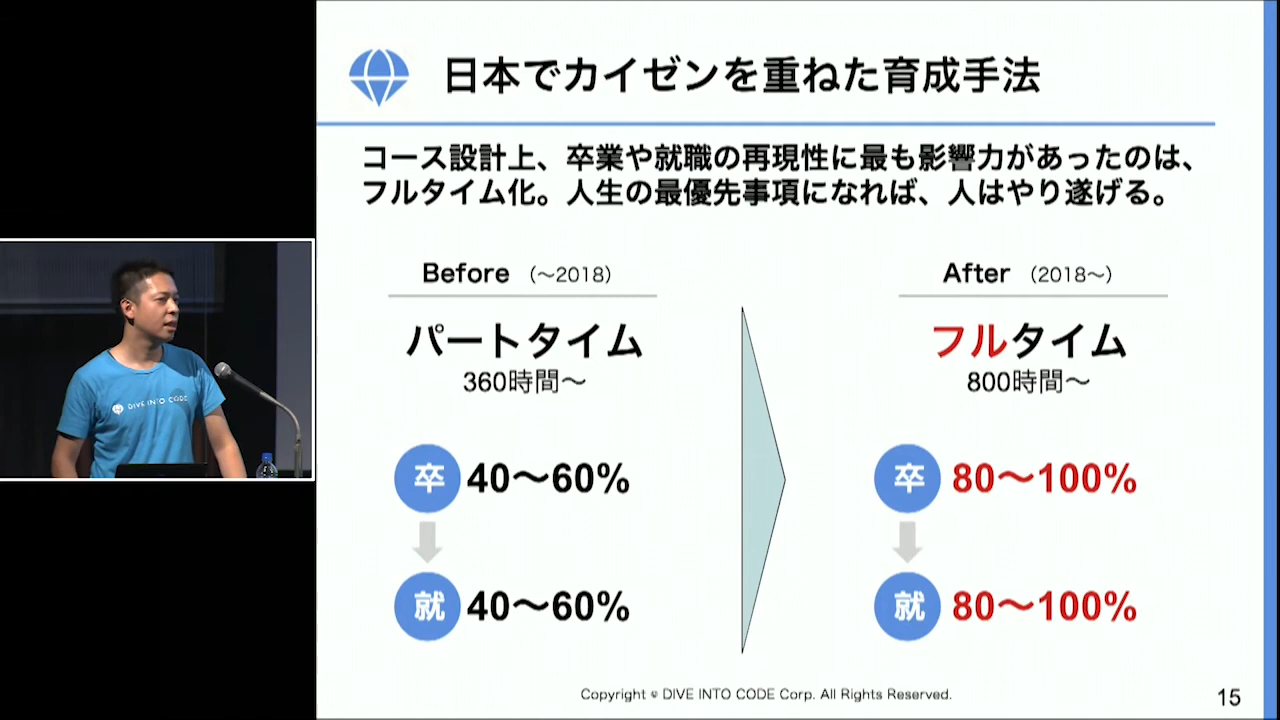 日本でカイゼンを重ねた育成手法
コース設計上、卒業や就職の再現性に最も影響力があったのは、
フルタイム化。人生の最優先事項になれば、人はやり遂げる。
Before （〜2018）
パートタイム
360時間〜
卒 40〜60%
就 40〜60%
After （2018〜）
フルタイム
800時間〜
卒 80〜100%
就 80〜100%
DIVE INTO CODE
Copyright © DIVE INTO CODE Corp. All Rights Reserved.
15